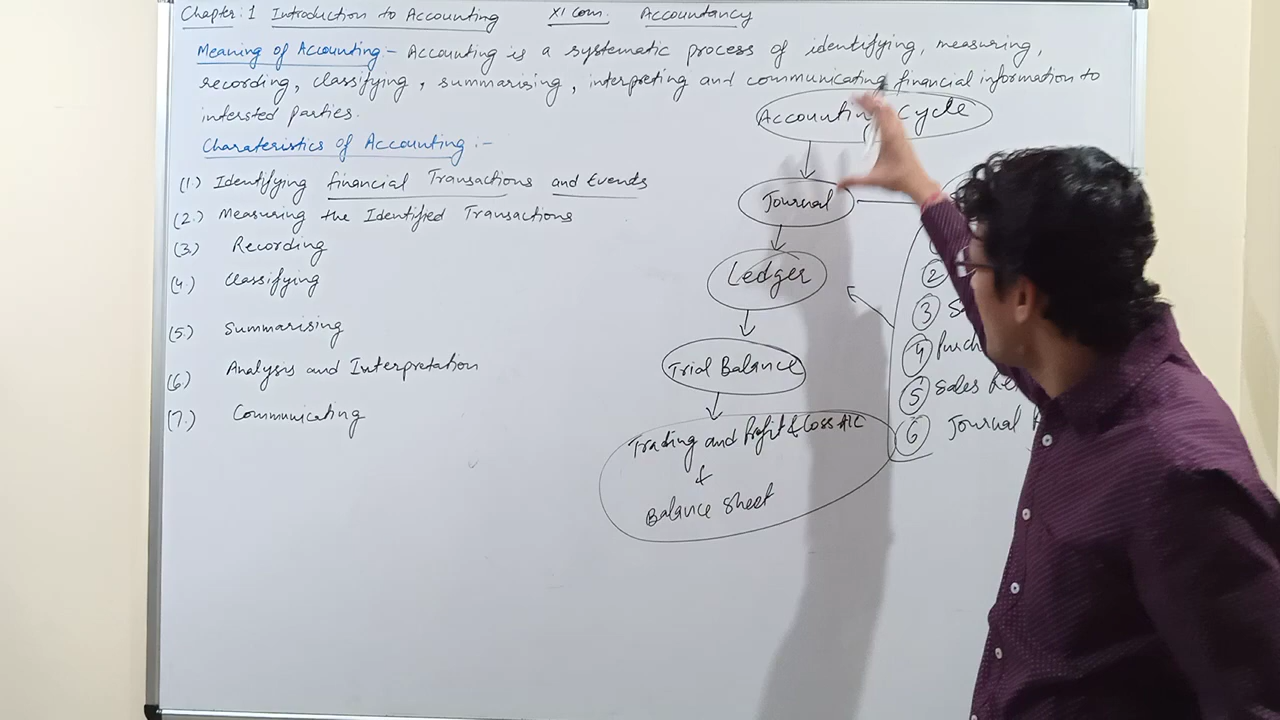 Chapter: 1 Introduction to Accounting XI Com. Accountancy
Meaning of Accounting - Accounting is a systematic process of identifying, measuring,
recording, classifying, summarising, interpreting and communicating financial information to
intersted parties.
Charateristics of Accounting :-
(1.) Identifying financial Transactions and Events
(2.) Measuring the Identified Transactions
(3.) Recording
(4.) Classifying
(5.) Summarising
(6.) Analysis and Interpretation
(7.) Communicating
Accounting Cycle
Journal
Ledger
Trial Balance
Trading and Profit & Loss A/C
&
Balance Sheet
2
3
4
5 Sales
6 Journal